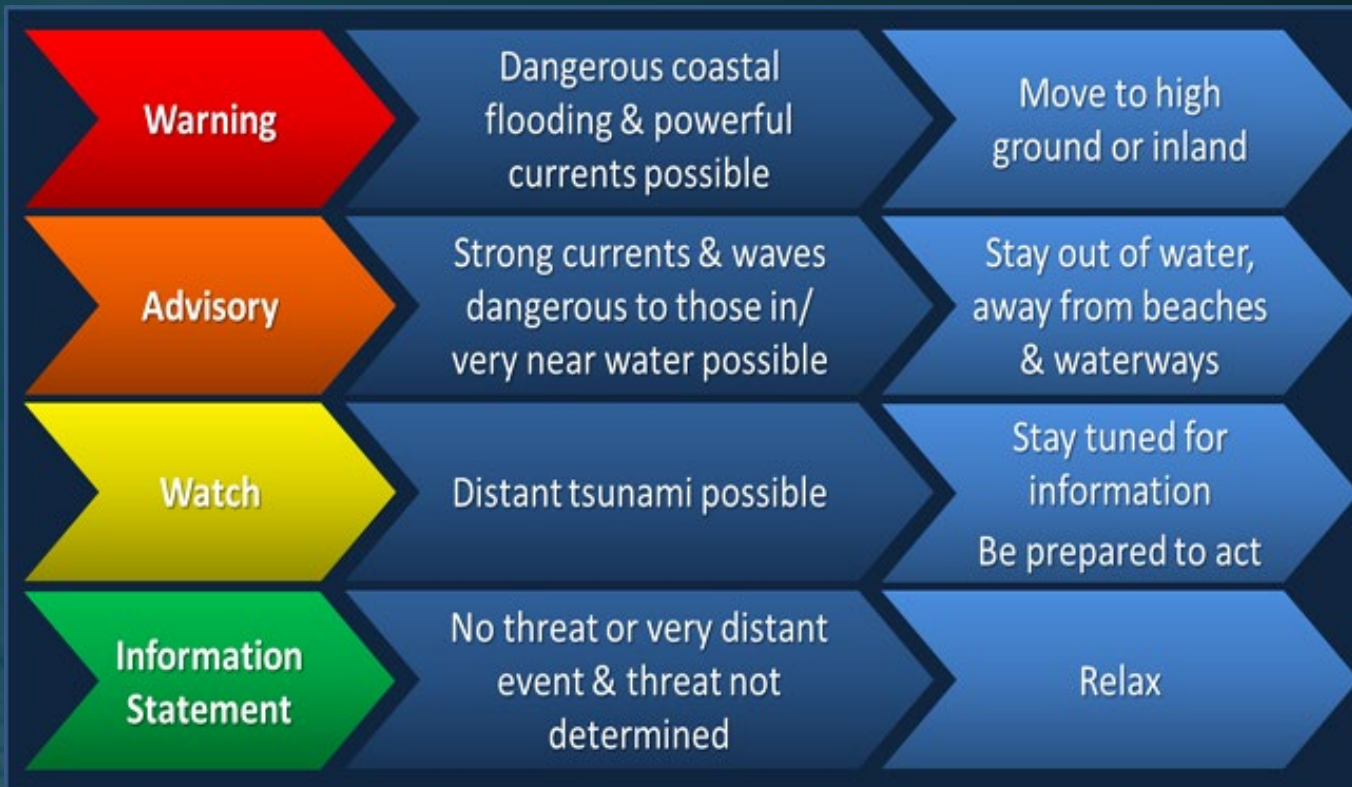 Warning
Dangerous coastal
flooding & powerful
currents possible
Move to high
ground or inland
Advisory
Strong currents & waves
dangerous to those in/
very near water possible
Stay out of water,
away from beaches
& waterways
Watch
Distant tsunami possible
Stay tuned for
information
Be prepared to act
Information
Statement
No threat or very distant
event & threat not
determined
Relax